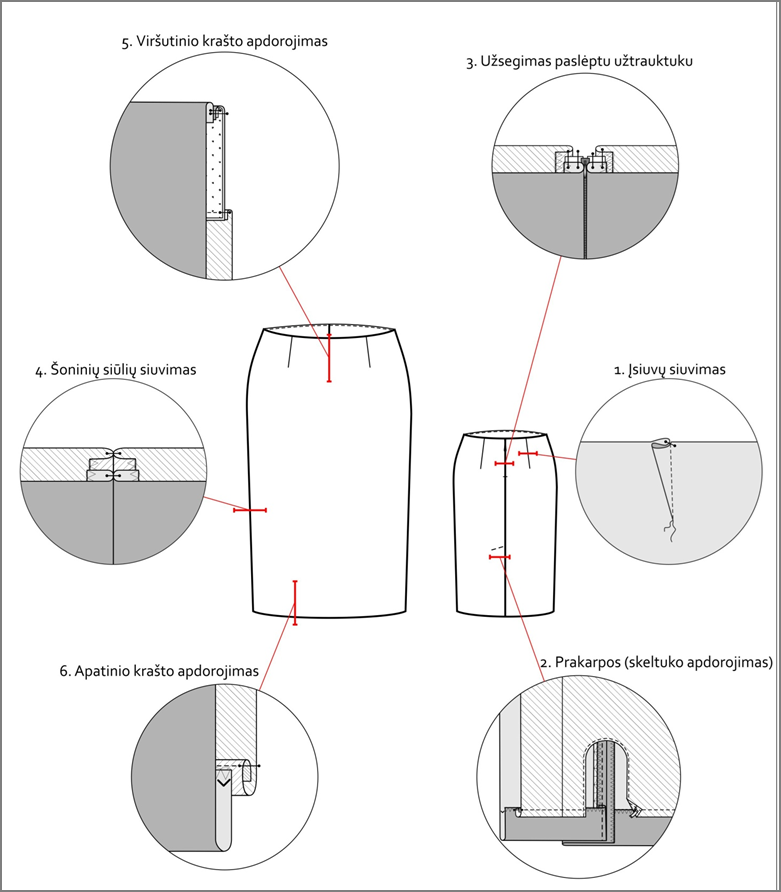 5. Viršutinio krašto apdorojimas
3. Užsegimas paslėptu užtrauktuku
4. Šoninių siūlių siuvimas
1. Įsiuvų siuvimas
6. Apatinio krašto apdorojimas
2. Prakarpos (skeltuko apdorojimas)